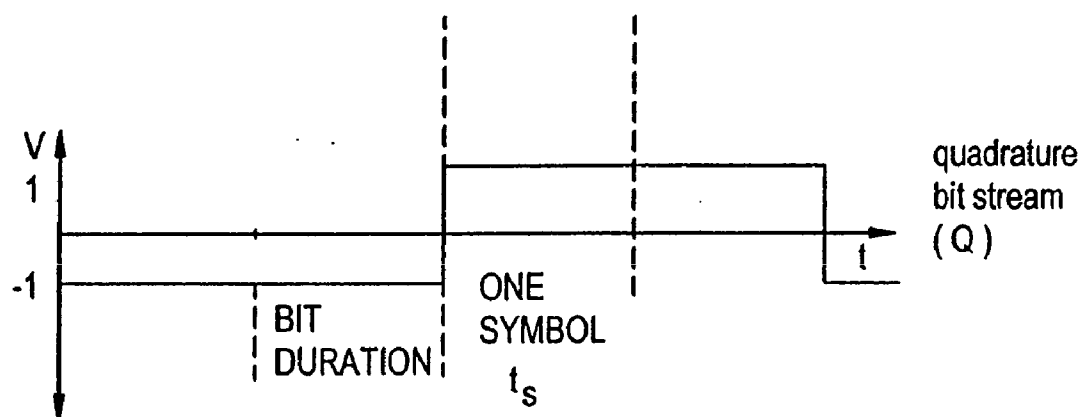 V
1
-1
BIT
DURATION
ONE
SYMBOL
ts
t
quadrature
bit stream
( Q )